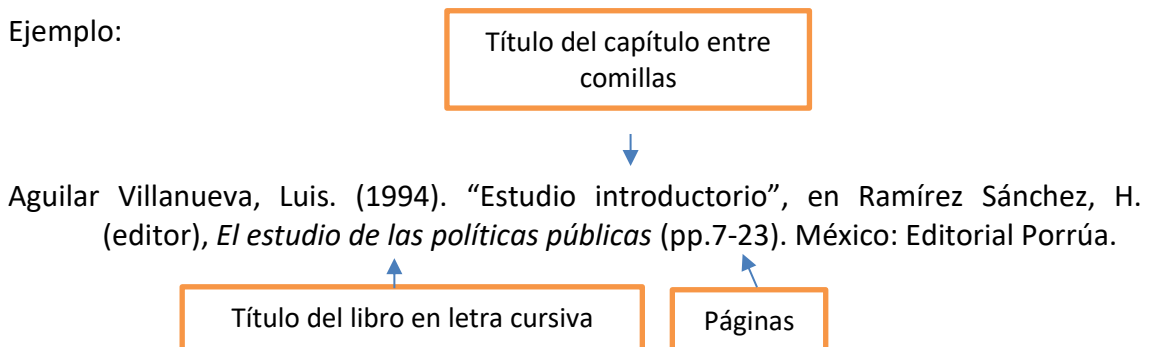 Ejemplo:
Título del capítulo entre
comillas
Aguilar Villanueva, Luis. (1994). “Estudio introductorio”, en Ramírez Sánchez, H.
(editor), El estudio de las políticas públicas (pp.7-23). México: Editorial Porrúa.
Título del libro en letra cursiva
Páginas